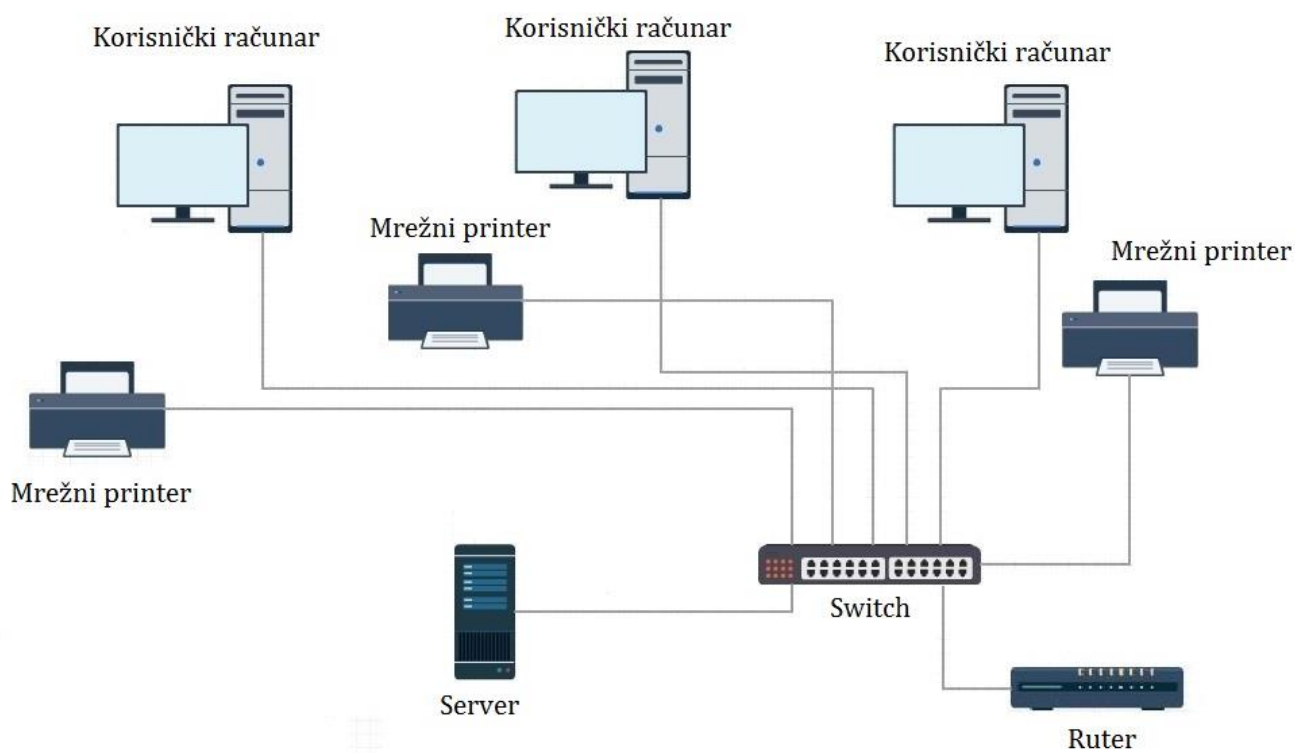 Korisnički računar
Korisnički računar
Korisnički računar
Mrežni printer
Mrežni printer
Mrežni printer
Switch
Server
Ruter